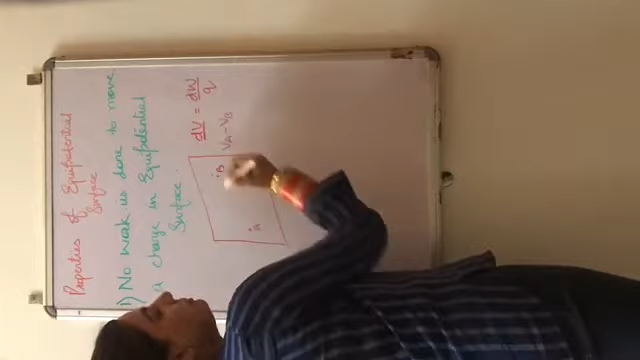 Properties of Equipotential
Surface
1) No work is done to move
a charge in Equipotential
Surface.
dV = dW/q
VA - VB
.B
.A